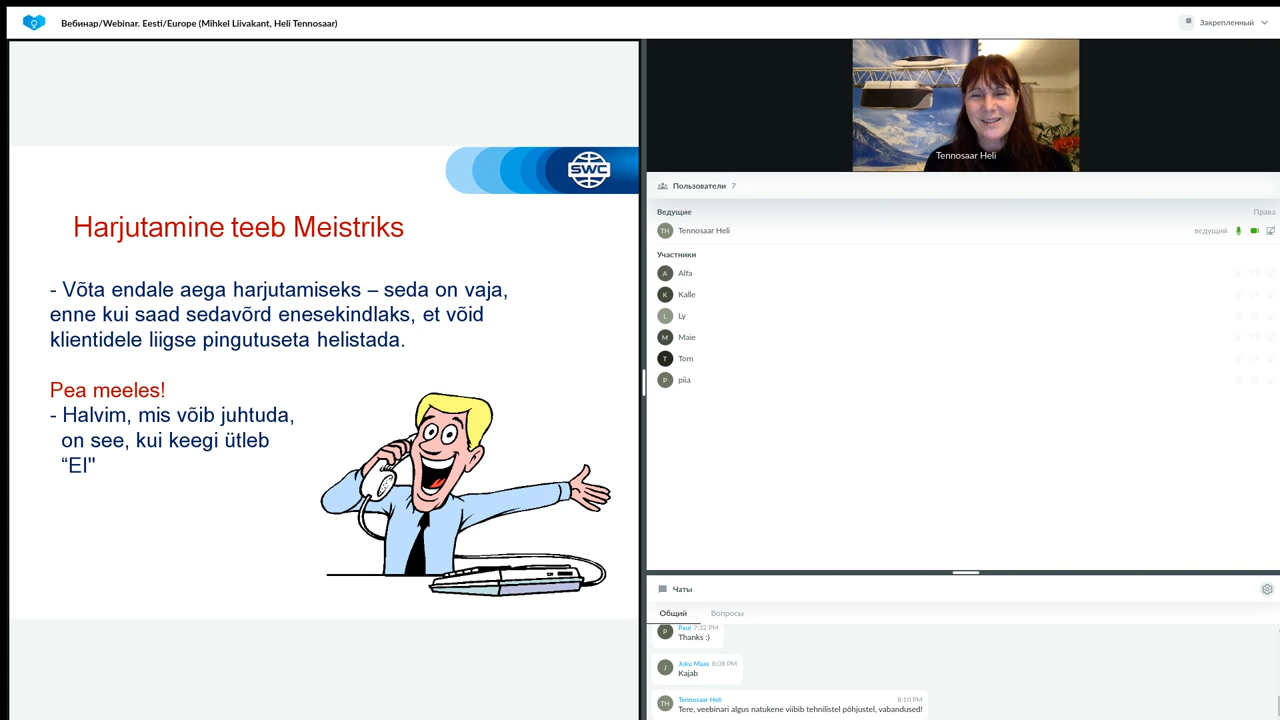 Вебинар/Webinar. Eesti/Europe (Mihkel Liivakant, Heli Tennosaar)
Закрепленный
SWC
Harjutamine teeb Meistriks
- Võta endale aega harjutamiseks – seda on vaja,
enne kui saad sedavõrd enesekindlaks, et võid
klientidele liigse pingutuseta helistada.
Pea meeles!
- Halvim, mis võib juhtuda,
on see, kui keegi ütleb
“EI"
Tennosaar Heli
Пользователи 7
Ведущие Права
TH Tennosaar Heli ведущий
Участники
A Alfa
K Kalle
L Ly
M Maie
T Tom
P piia
Чаты
Общий Вопросы
Paul 7:32 PM
P Thanks :)
Juku Maas 8:08 PM
J Kajab
Tennosaar Heli 8:10 PM
TH Tere, veebinari algus natukene viibib tehnilistel põhjustel, vabandused!